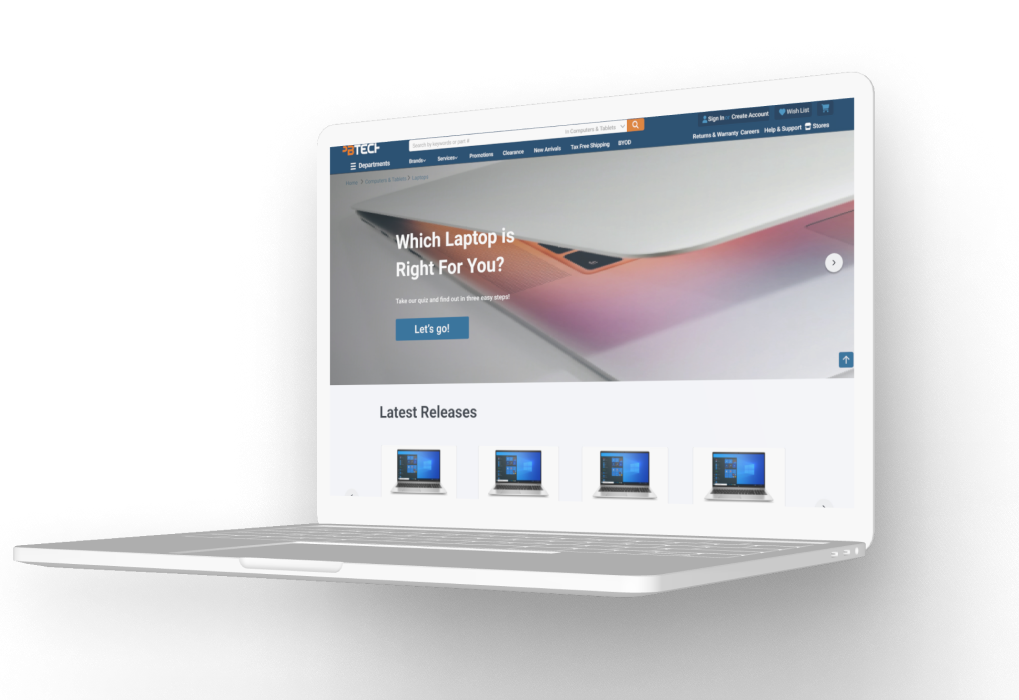 BTECH
Search by keywords or part #
In Computers & Tablets
Sign In or Create Account
Wish List
Departments
Brands
Services
Promotions
Clearance
New Arrivals
Tax Free Shipping
BYOD
Returns & Warranty
Careers
Help & Support
Stores
Home > Computers & Tablets > Laptops
Which Laptop is
Right For You?
Take our quiz and find out in three easy steps!
Let's go!
Latest Releases